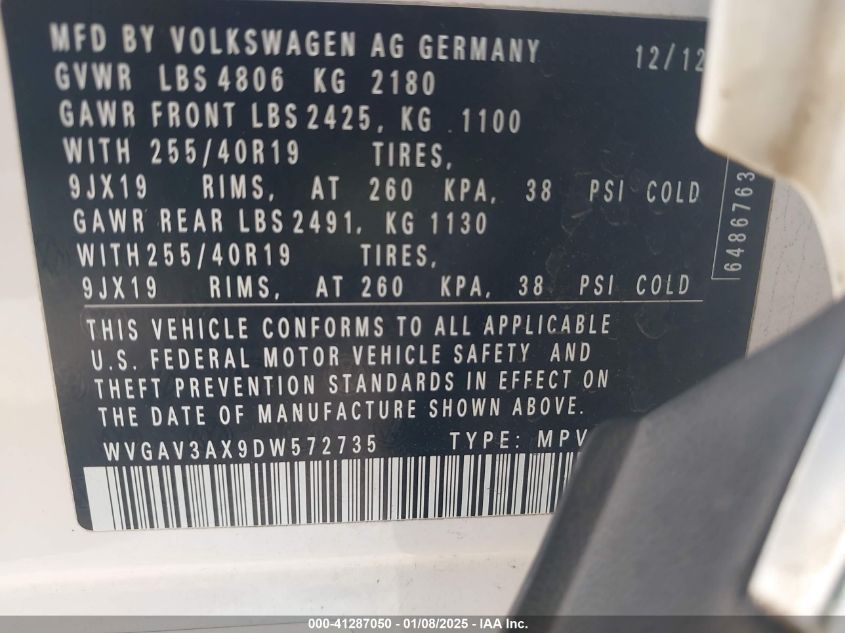 MFD BY VOLKSWAGEN AG GERMANY 12/12
GVWR LBS 4806 KG 2180
GAWR FRONT LBS 2425, KG 1100
WITH 255/40R19 TIRES,
9JX19 RIMS, AT 260 KPA, 38 PSI COLD
GAWR REAR LBS 2491, KG 1130
WITH 255/40R19 TIRES,
9JX19 RIMS, AT 260 KPA, 38 PSI COLD
THIS VEHICLE CONFORMS TO ALL APPLICABLE
U.S. FEDERAL MOTOR VEHICLE SAFETY AND
THEFT PREVENTION STANDARDS IN EFFECT ON
THE DATE OF MANUFACTURE SHOWN ABOVE.
WVGAV3AX9DW572735 TYPE: MPV
6486763
000-41287050 - 01/08/2025 - IAAI, Inc.